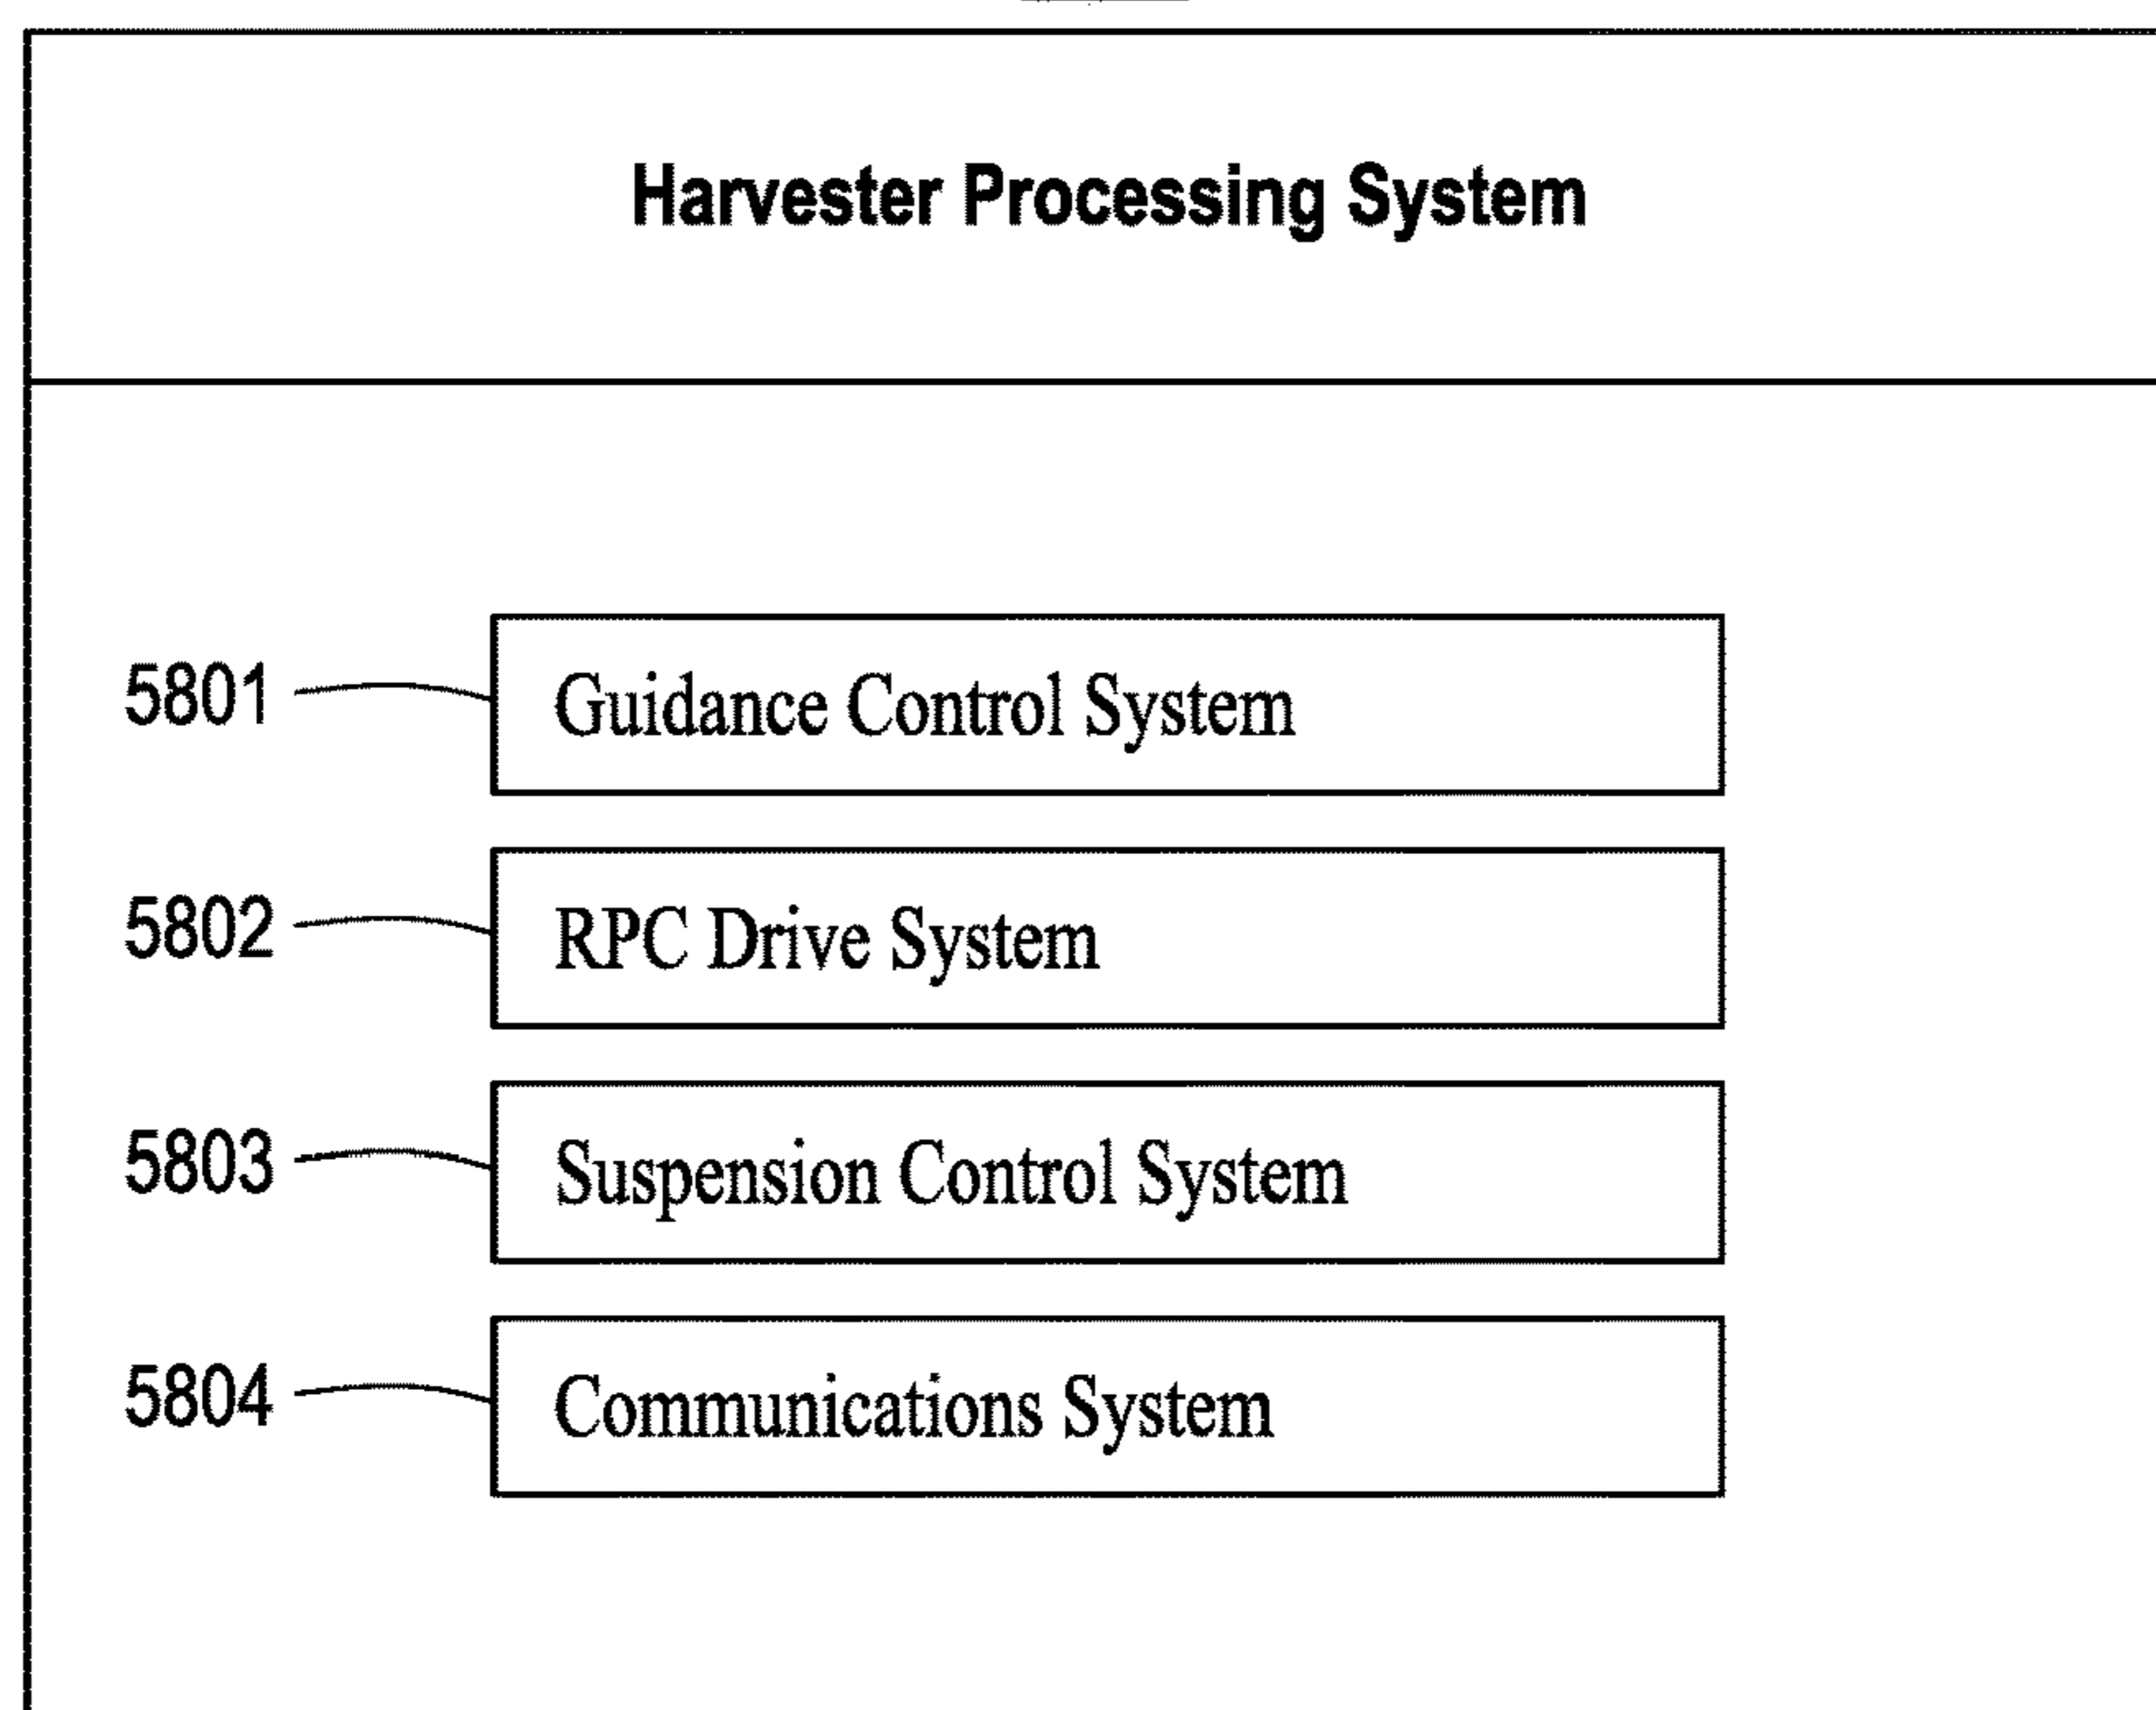 Harvester Processing System
5801 Guidance Control System
5802 RPC Drive System
5803 Suspension Control System
5804 Communications System